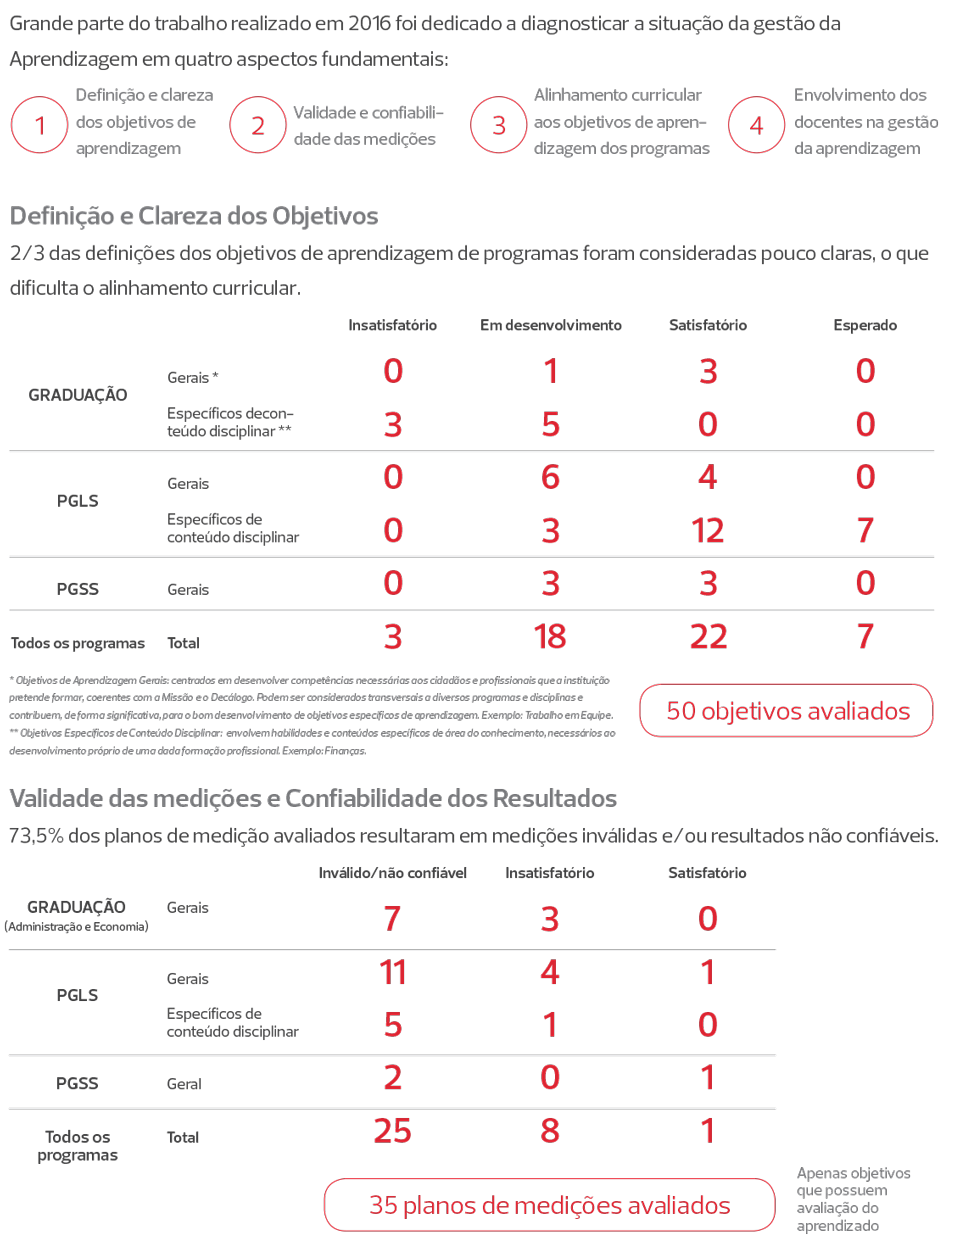 Grande parte do trabalho realizado em 2016 foi dedicado a diagnosticar a situação da gestão da
Aprendizagem em quatro aspectos fundamentais:
1
Definição e clareza
dos objetivos de
aprendizagem
2
Validade e confiabili-
dade das medições
3
Alinhamento curricular
aos objetivos de apren-
dizagem dos programas
4
Envolvimento dos
docentes na gestão
da aprendizagem
Definição e Clareza dos Objetivos
2/3 das definições dos objetivos de aprendizagem de programas foram consideradas pouco claras, o que
dificulta o alinhamento curricular.
Insatisfatório Em desenvolvimento Satisfatório Esperado
GRADUAÇÃO
Gerais * 0 1 3 0
Específicos decon-
teúdo disciplinar ** 3 5 0 0
PGLS
Gerais 0 6 4 0
Específicos de
conteúdo disciplinar 0 3 12 7
PGSS Gerais 0 3 3 0
Todos os programas Total 3 18 22 7
* Objetivos de Aprendizagem Gerais: centrados em desenvolver competências necessárias aos cidadãos e profissionais que a instituição
pretende formar, coerentes com a Missão e o Decálogo. Podem ser considerados transversais a diversos programas e disciplinas e
contribuem, de forma significativa, para o bom desenvolvimento de objetivos específicos de aprendizagem. Exemplo: Trabalho em Equipe.
** Objetivos Específicos de Conteúdo Disciplinar: envolvem habilidades e conteúdos específicos de área do conhecimento, necessários ao
desenvolvimento próprio de uma dada formação profissional. Exemplo: Finanças.
50 objetivos avaliados
Validade das medições e Confiabilidade dos Resultados
73,5% dos planos de medição avaliados resultaram em medições inválidas e/ou resultados não confiáveis.
Inválido/não confiável Insatisfatório Satisfatório
GRADUAÇÃO
(Administração e Economia)
Gerais 7 3 0
PGLS
Gerais 11 4 1
Específicos de
conteúdo disciplinar 5 1 0
PGSS Geral 2 0 1
Todos os
programas
Total 25 8 1
35 planos de medições avaliados
Apenas objetivos
que possuem
avaliação do
aprendizado